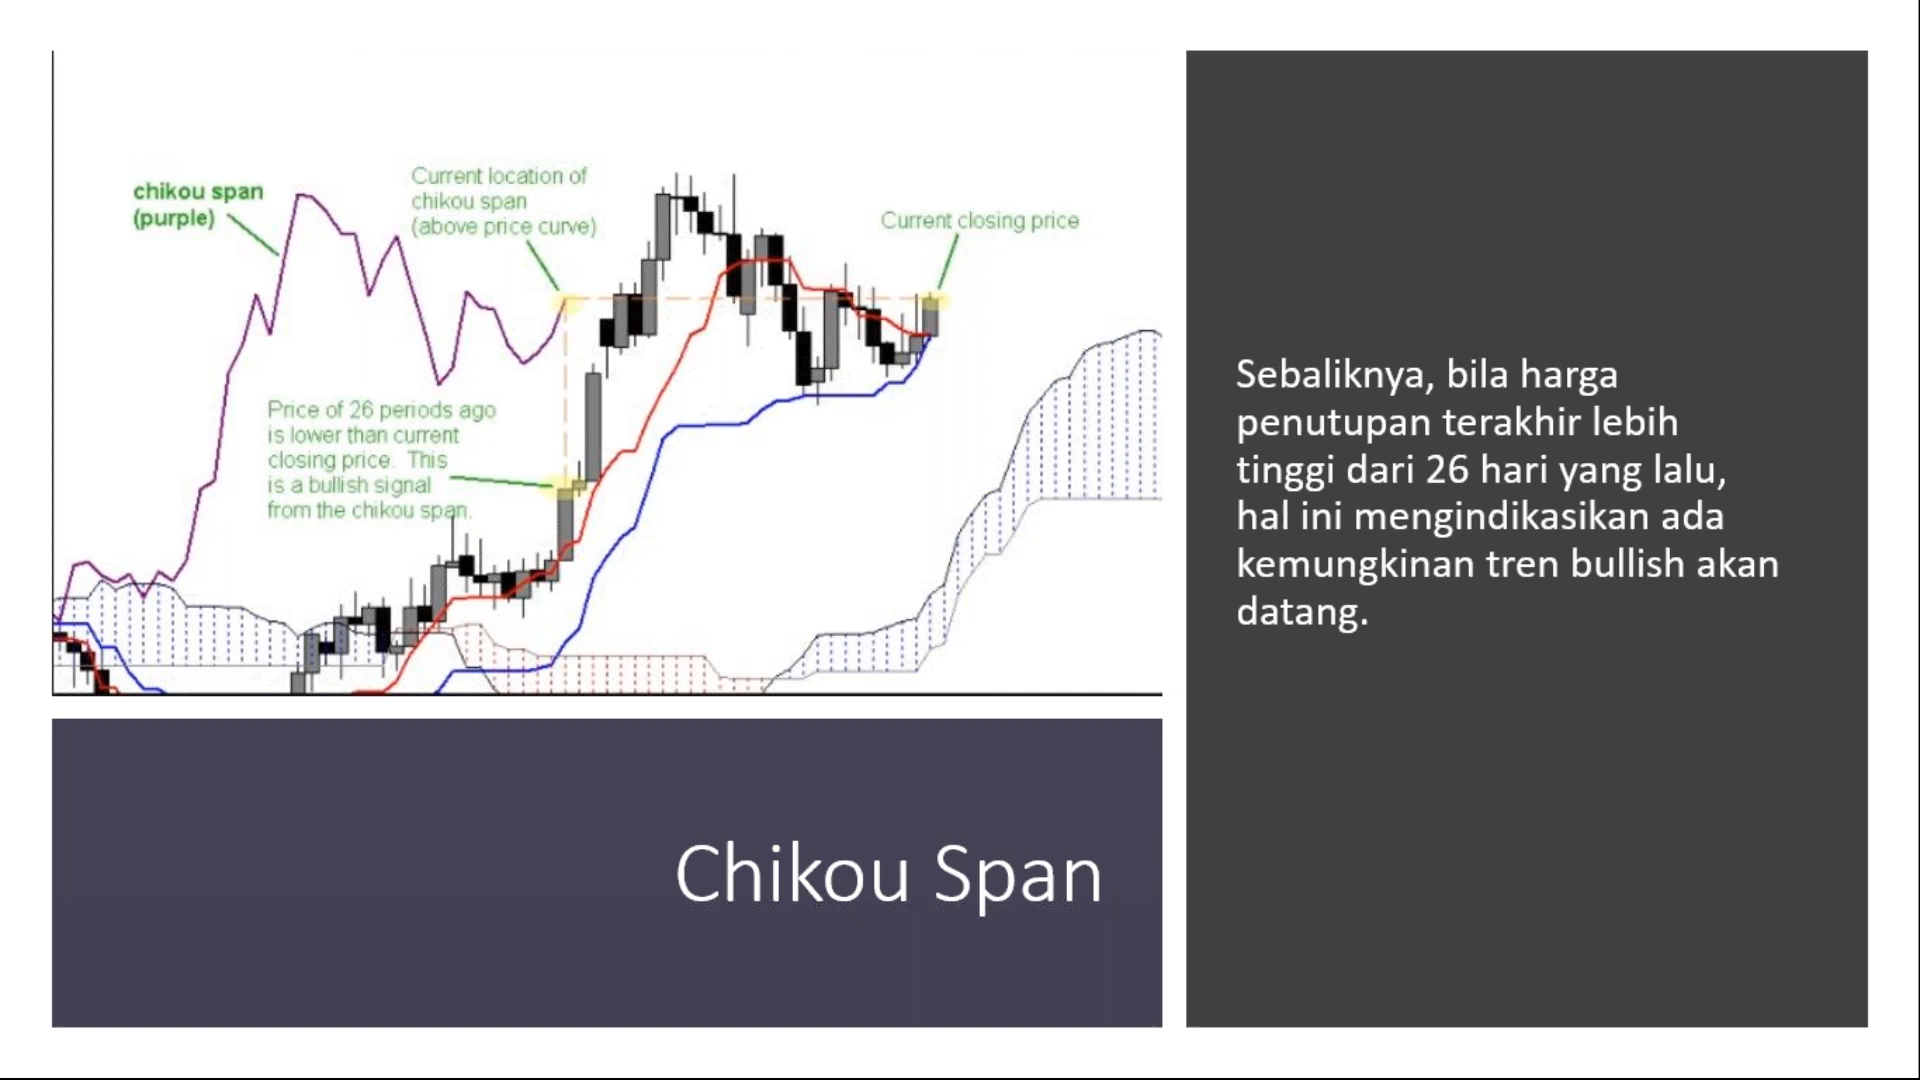 chikou span
(purple)
Current location of
chikou span
(above price curve)
Current closing price
Price of 26 periods ago
is lower than current
closing price. This
is a bullish signal
from the chikou span.
Chikou Span
Sebaliknya, bila harga
penutupan terakhir lebih
tinggi dari 26 hari yang lalu,
hal ini mengindikasikan ada
kemungkinan tren bullish akan
datang.